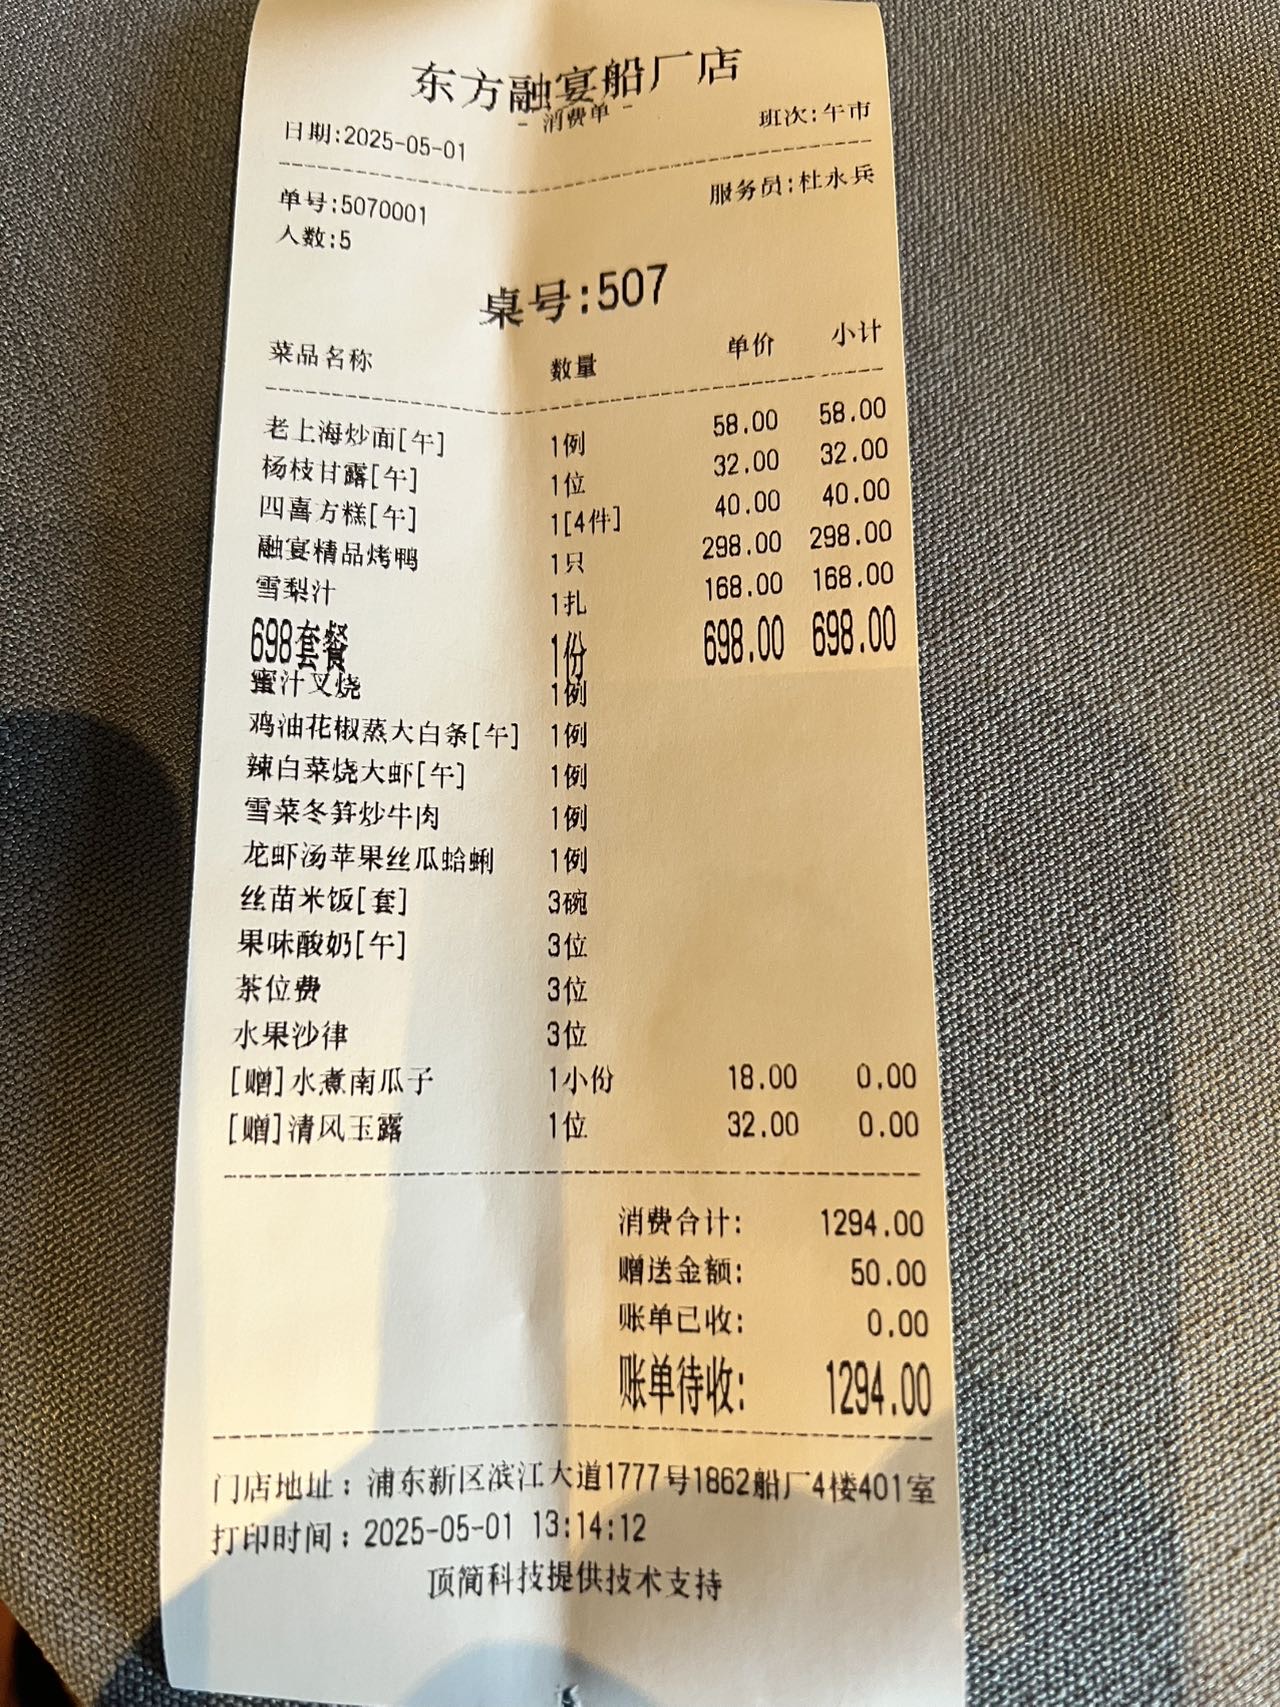 东方融宴船厂店
- 消费单 -
日期:2025-05-01 班次:午市
单号:5070001 服务员:杜永兵
人数:5
桌号:507
菜品名称 数量 单价 小计
老上海炒面[午] 1例 58.00 58.00
杨枝甘露[午] 1位 32.00 32.00
四喜方糕[午] 1[4件] 40.00 40.00
融宴精品烤鸭 1只 298.00 298.00
雪梨汁 1扎 168.00 168.00
698套餐 1份 698.00 698.00
蜜汁叉烧 1例
鸡油花椒蒸大白条[午] 1例
辣白菜烧大虾[午] 1例
雪菜冬笋炒牛肉 1例
龙虾汤苹果丝瓜蛤蜊 1例
丝苗米饭[套] 3碗
果味酸奶[午] 3位
茶位费 3位
水果沙律 3位
[赠]水煮南瓜子 1小份 18.00 0.00
[赠]清风玉露 1位 32.00 0.00
消费合计: 1294.00
赠送金额: 50.00
账单已收: 0.00
账单待收: 1294.00
门店地址：浦东新区滨江大道1777号1862船厂4楼401室
打印时间：2025-05-01 13:14:12
顶简科技提供技术支持